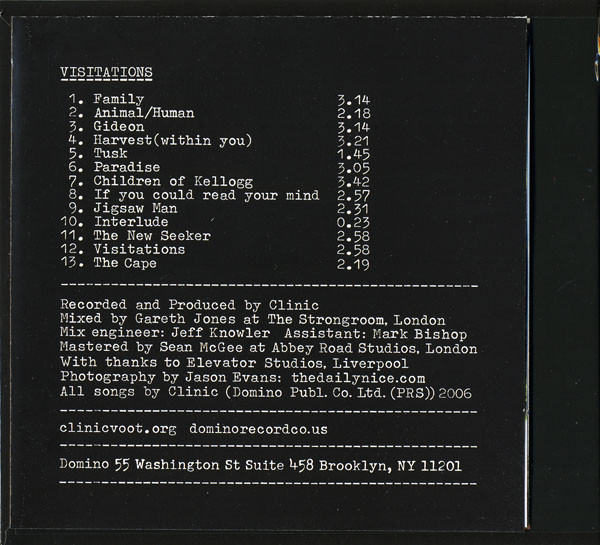 VISITATIONS
1. Family 3.14
2. Animal/Human 2.18
3. Gideon 3.14
4. Harvest(within you) 3.21
5. Tusk 1.45
6. Paradise 3.05
7. Children of Kellogg 3.42
8. If you could read your mind 2.57
9. Jigsaw Man 2.31
10. Interlude 0.23
11. The New Seeker 2.58
12. Visitations 2.58
13. The Cape 2.19
Recorded and Produced by Clinic
Mixed by Gareth Jones at The Strongroom, London
Mix engineer: Jeff Knowler Assistant: Mark Bishop
Mastered by Sean McGee at Abbey Road Studios, London
With thanks to Elevator Studios, Liverpool
Photography by Jason Evans: thedailynice.com
All songs by Clinic (Domino Publ. Co. Ltd. (PRS)) 2006
clinicvoot.org dominorecordco.us
Domino 55 Washington St Suite 458 Brooklyn, NY 11201